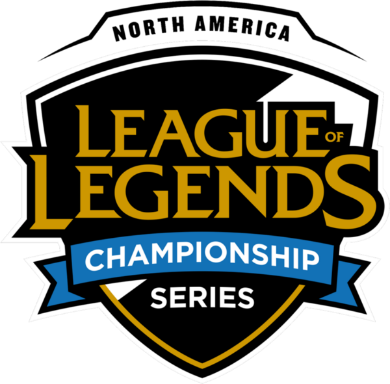 NORTH AMERICA
LEAGUE OF
LEGENDS
CHAMPIONSHIP
SERIES